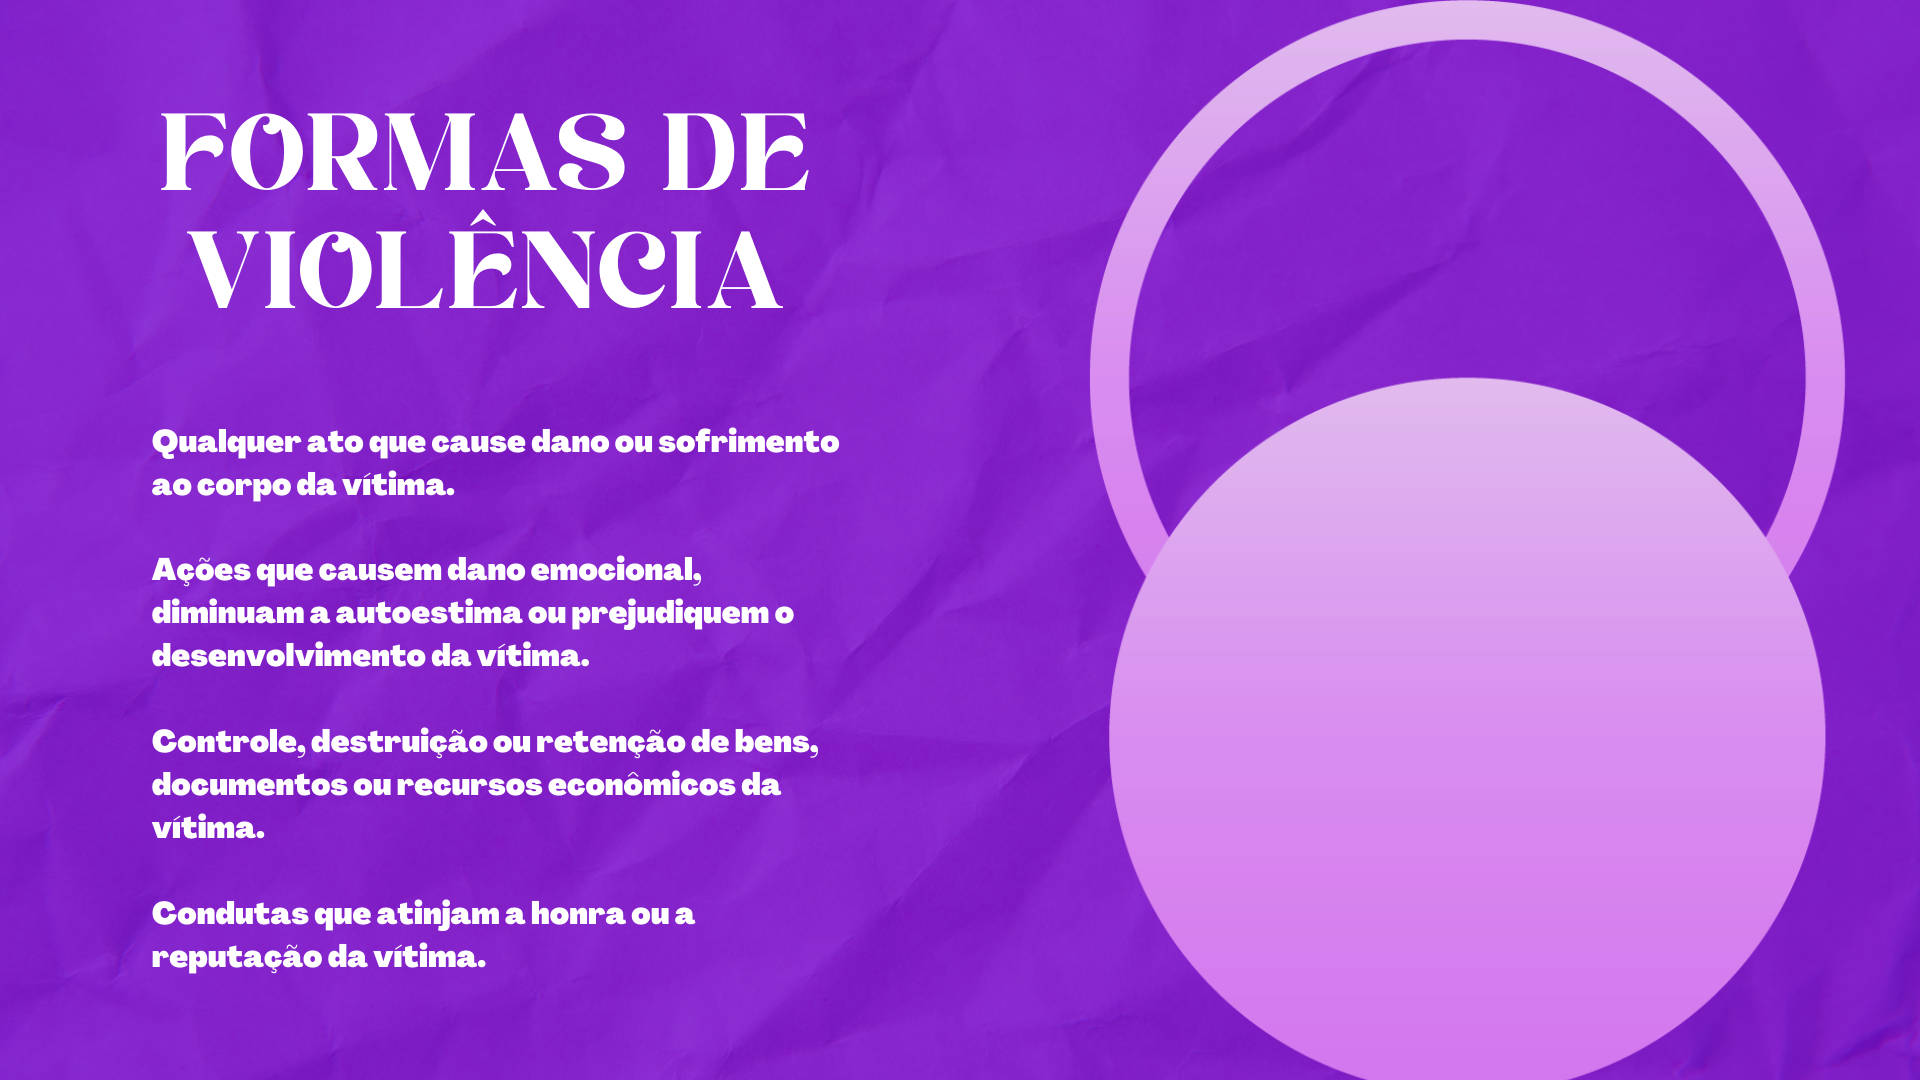 FORMAS DE
VIOLÊNCIA
Qualquer ato que cause dano ou sofrimento
ao corpo da vítima.
Ações que causem dano emocional,
diminuam a autoestima ou prejudiquem o
desenvolvimento da vítima.
Controle, destruição ou retenção de bens,
documentos ou recursos econômicos da
vítima.
Condutas que atinjam a honra ou a
reputação da vítima.